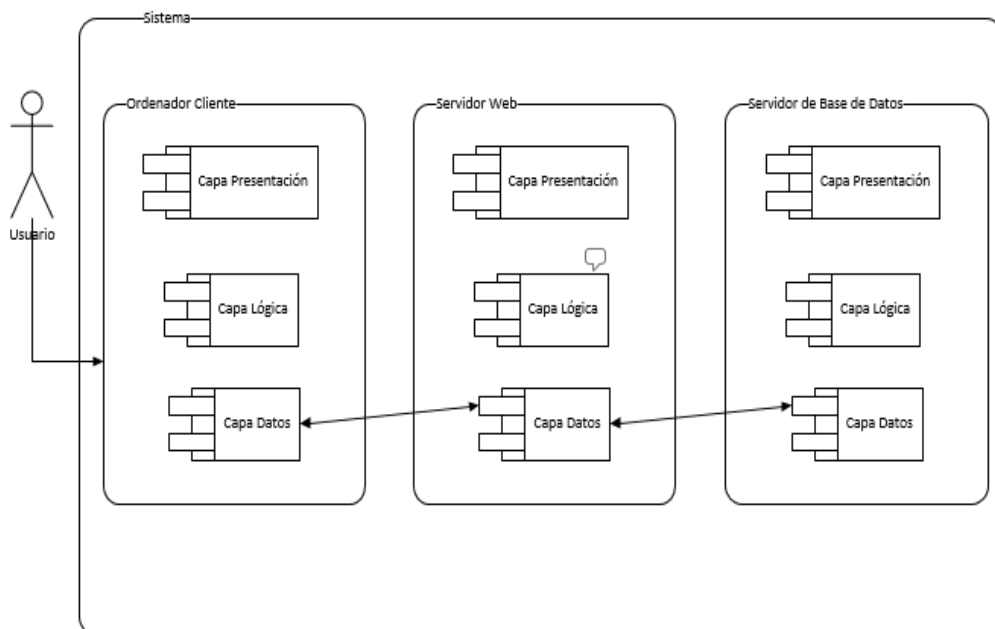 Sistema
Usuario
Ordenador Cliente
Capa Presentación
Capa Lógica
Capa Datos
Servidor Web
Capa Presentación
Capa Lógica
Capa Datos
Servidor de Base de Datos
Capa Presentación
Capa Lógica
Capa Datos